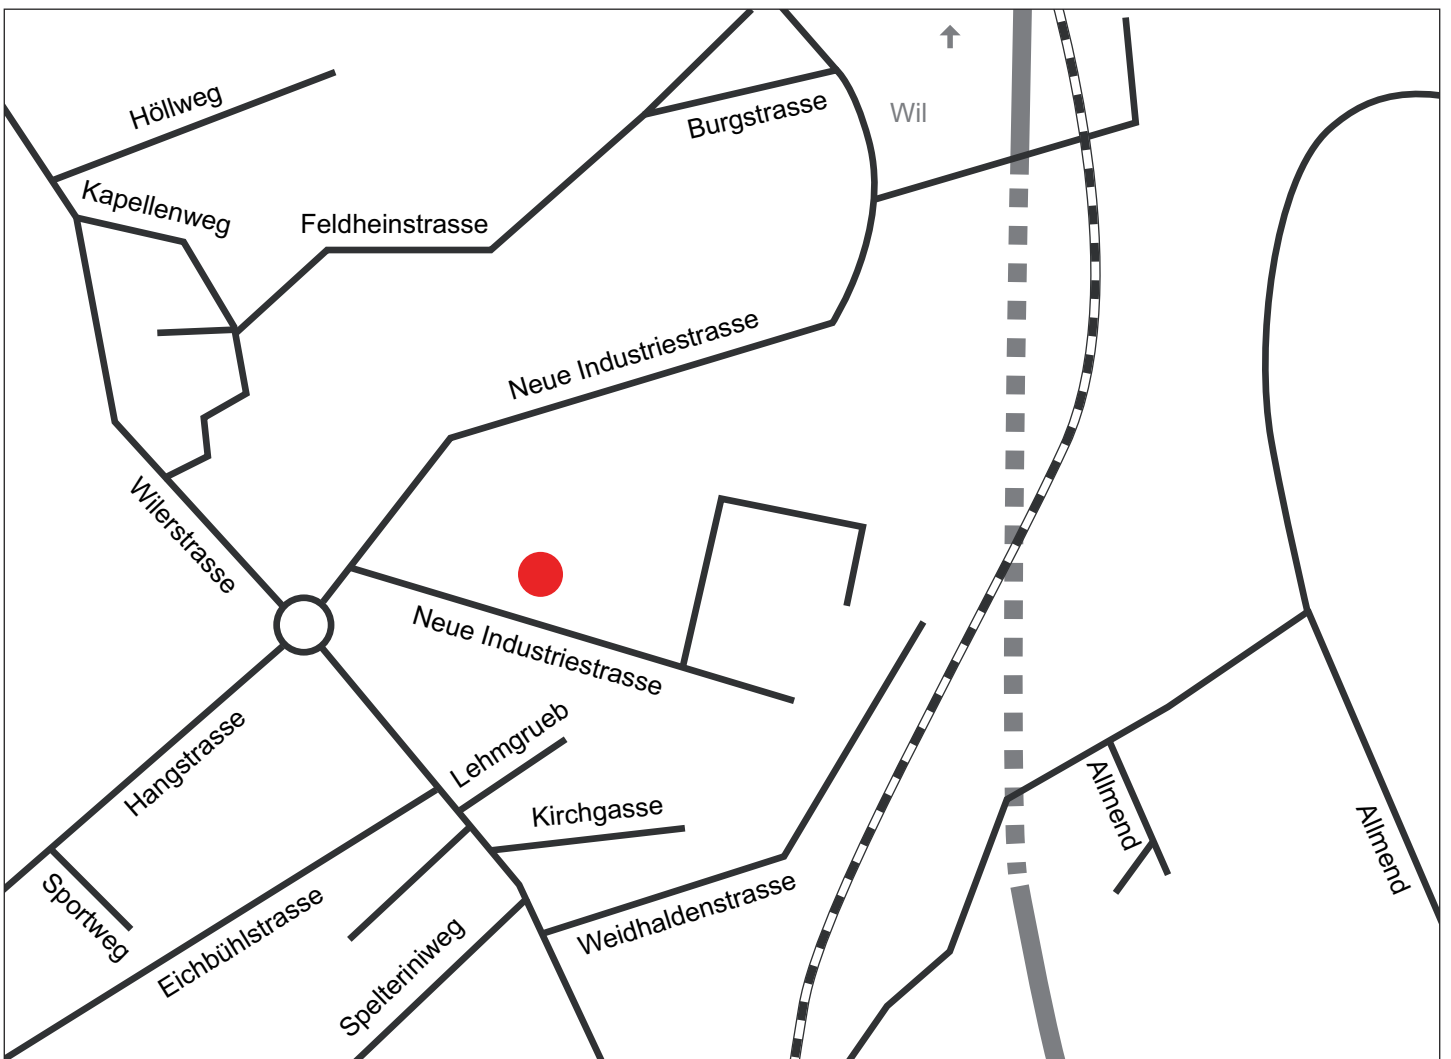 Höllweg
Burgstrasse
Wil
Kapellenweg
Feldheinstrasse
Neue Industriestrasse
Wilerstrasse
Neue Industriestrasse
Hangstrasse
Lehmgrueb
Kirchgasse
Allmend
Allmend
Sportweg
Eichbühlstrasse
Weidhaldenstrasse
Spelteriniweg